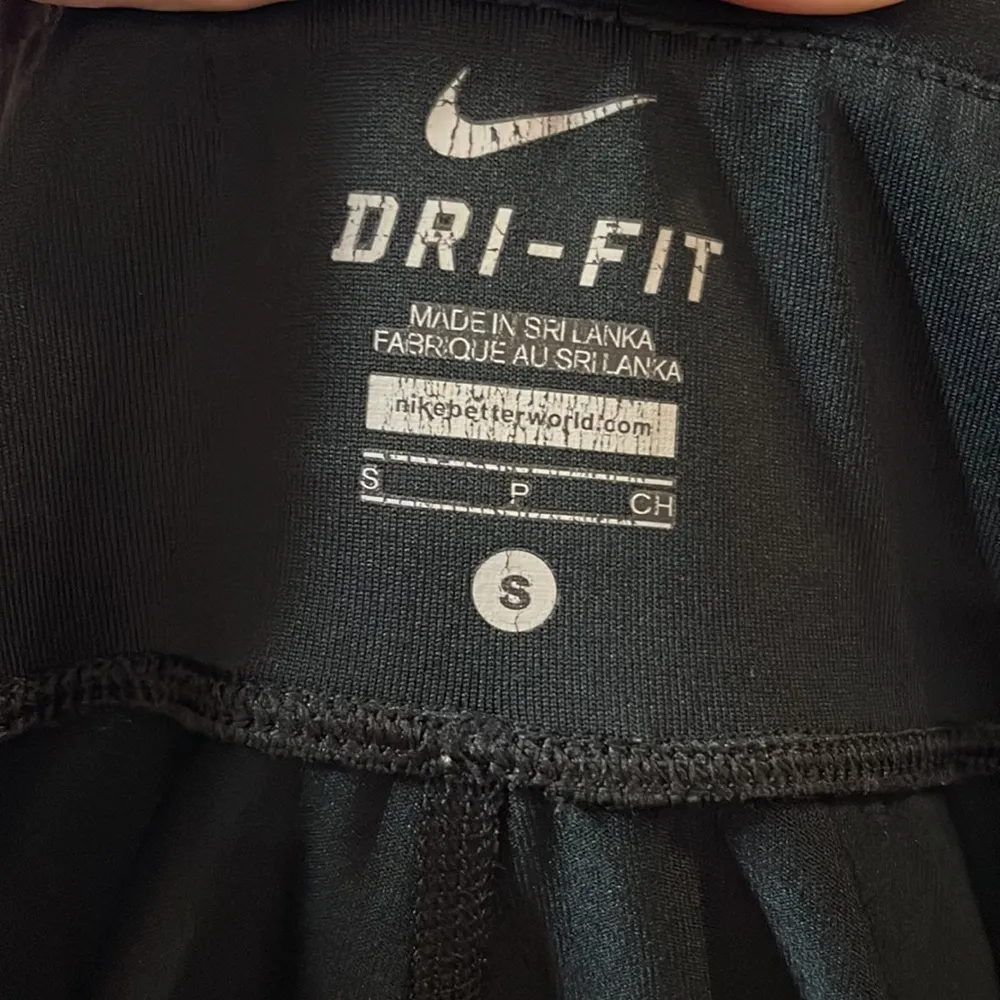 DRI-FIT
MADE IN SRI LANKA
FABRIQUE AU SRI LANKA
nikebetterworld.com
S P CH
S